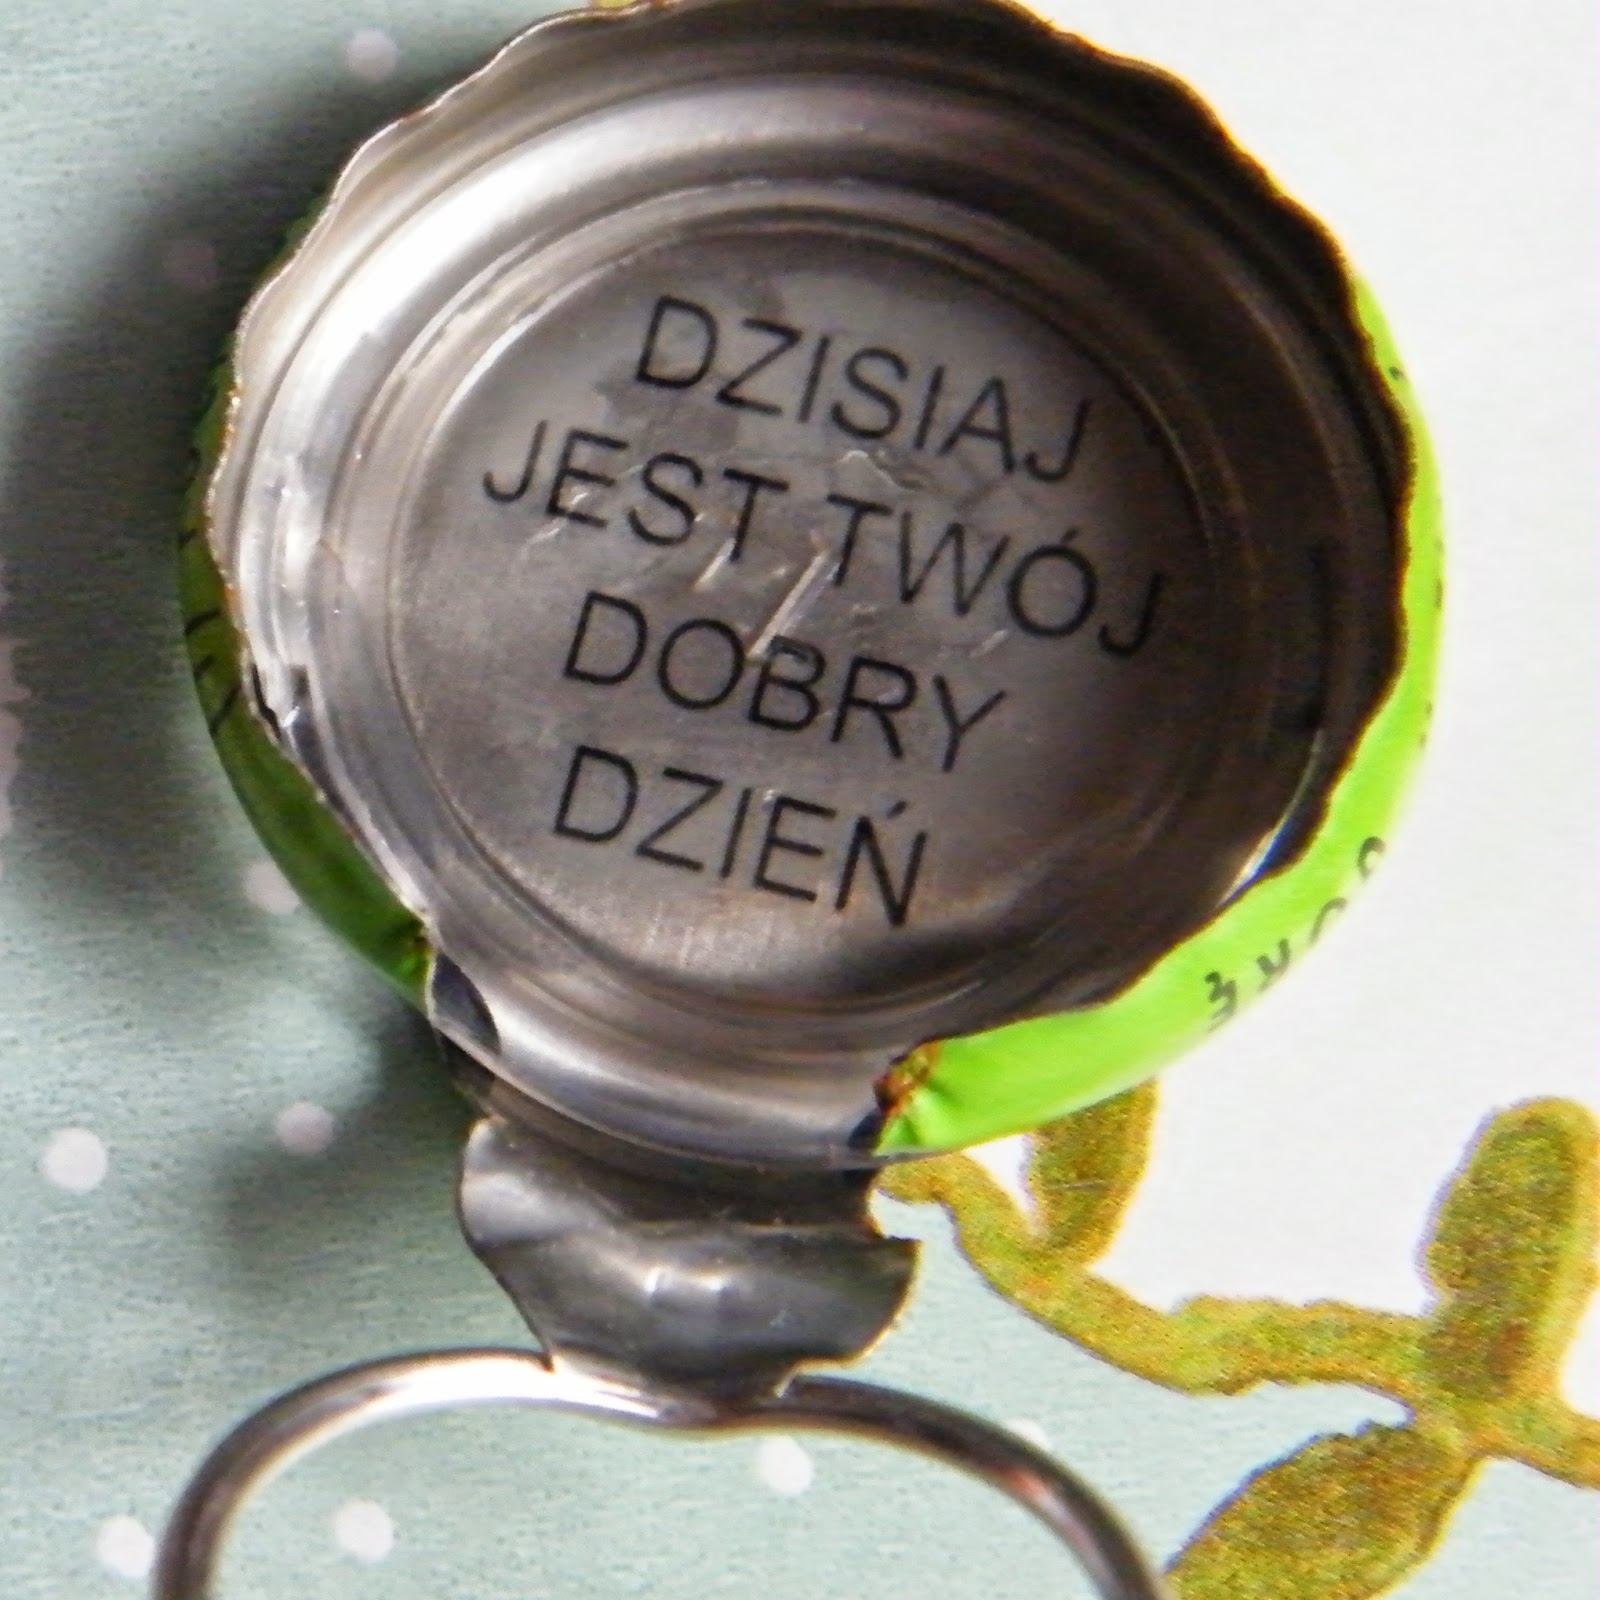 DZISIAJ
JEST TWÓJ
DOBRY
DZIEŃ